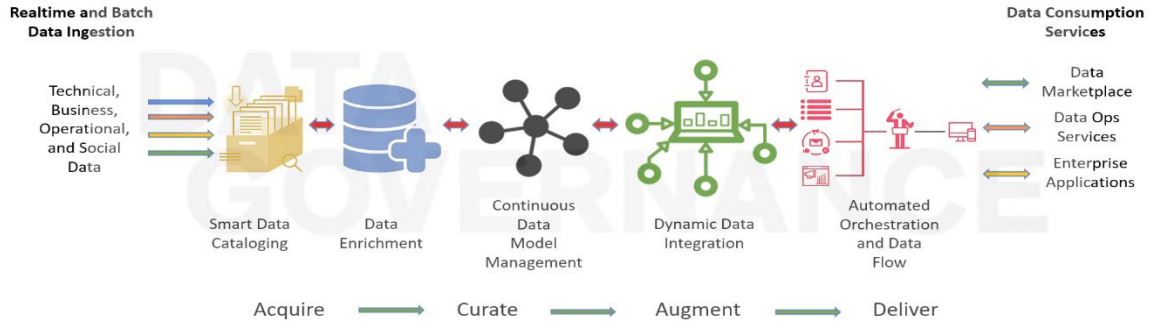 Realtime and Batch
Data Ingestion
Data Consumption
Services
Technical,
Business,
Operational,
and Social
Data
Data
Marketplace
Data Ops
Services
Enterprise
Applications
DATA
GOVERNANCE
Smart Data
Cataloging
Data
Enrichment
Continuous
Data
Model
Management
Dynamic Data
Integration
Automated
Orchestration
and Data
Flow
Acquire
Curate
Augment
Deliver